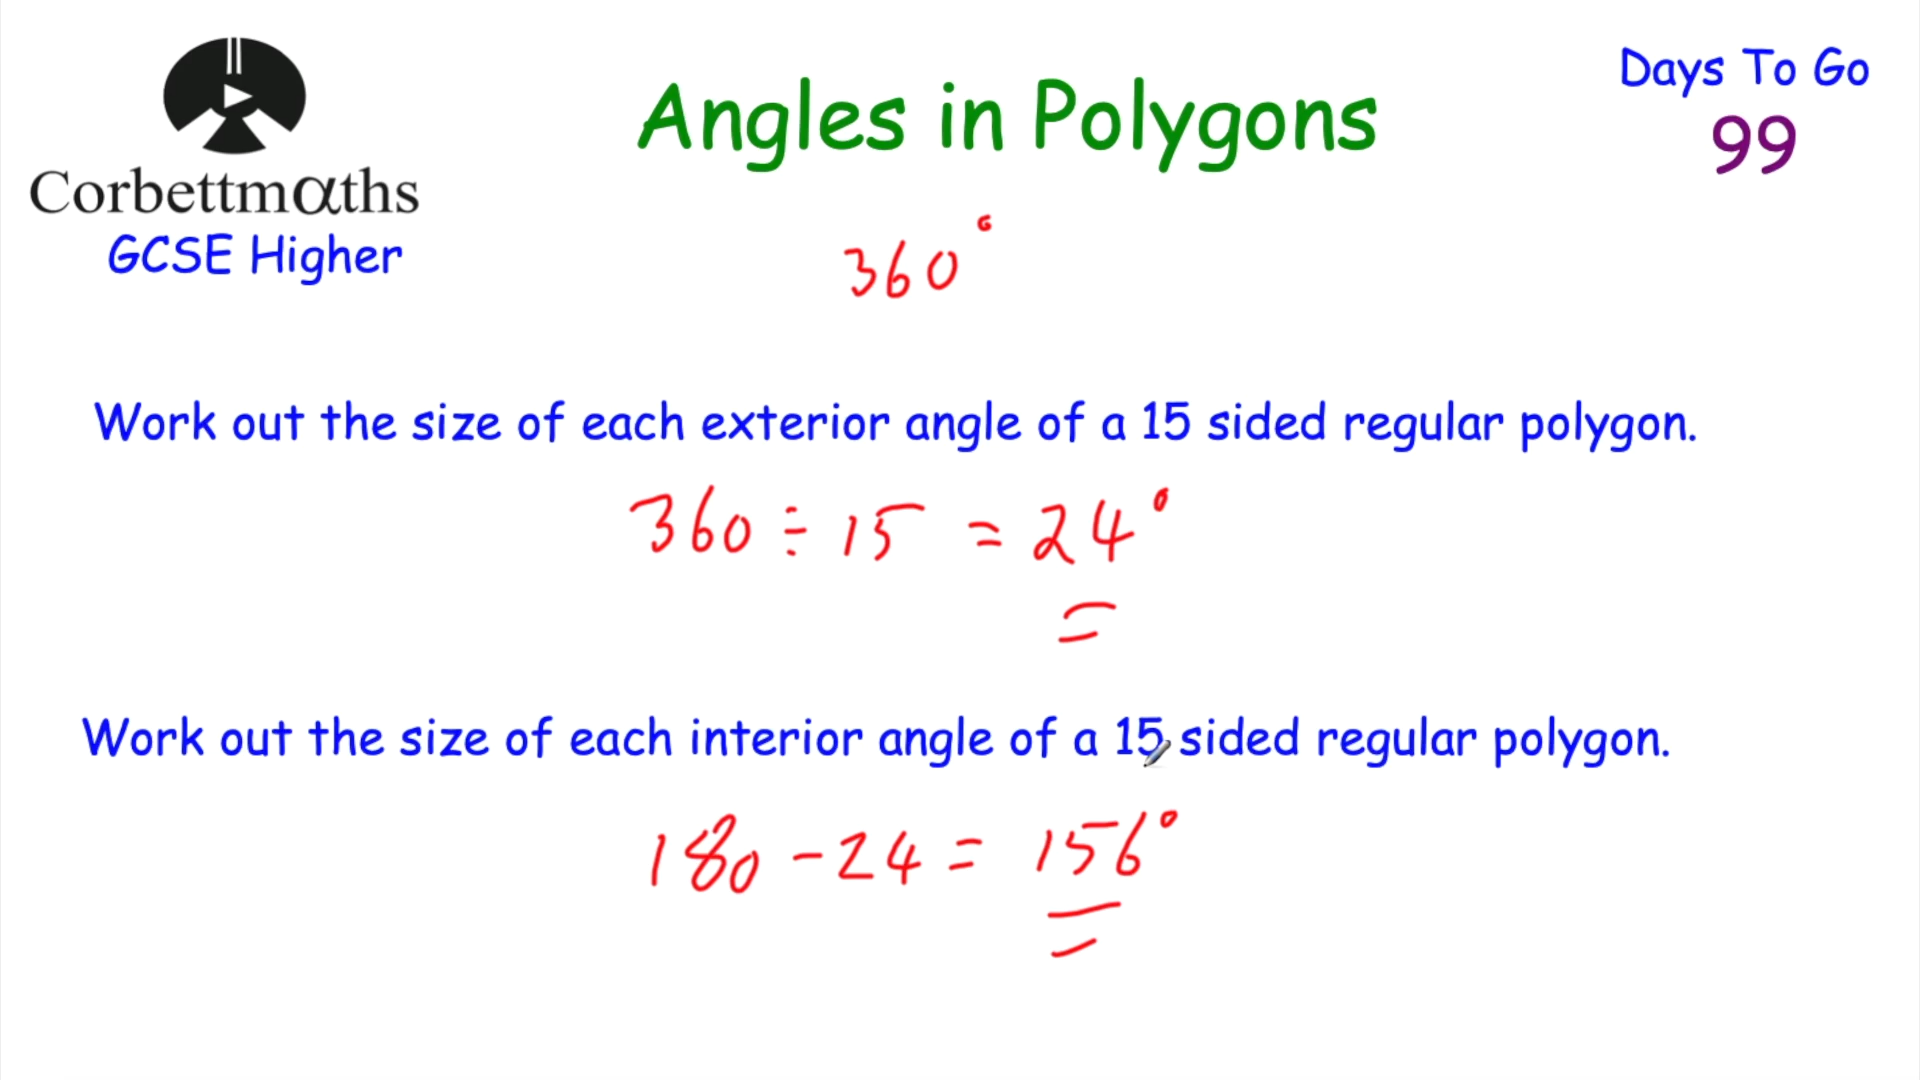 Corbettmαths
GCSE Higher
Angles in Polygons
Days To Go
99
360°
Work out the size of each exterior angle of a 15 sided regular polygon.
360 ÷ 15 = 24°
Work out the size of each interior angle of a 15 sided regular polygon.
180 - 24 = 156°